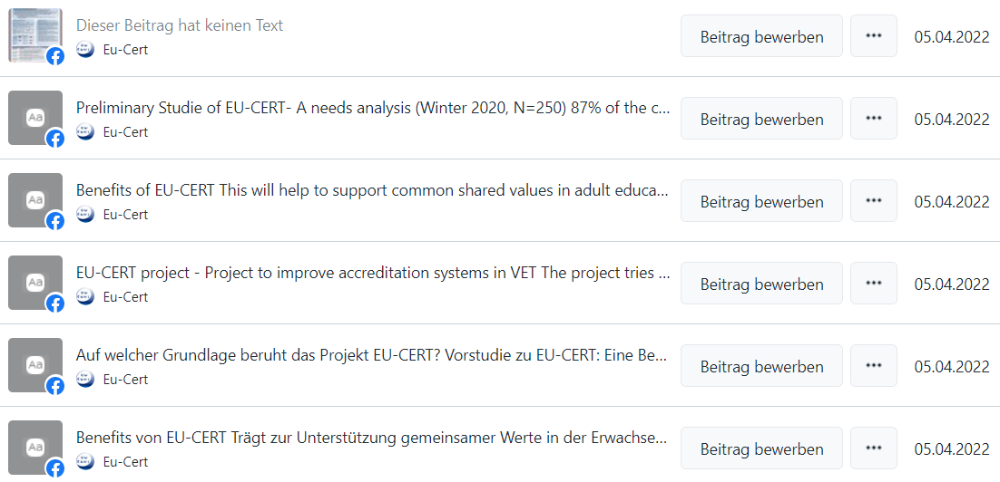 Dieser Beitrag hat keinen Text
Eu-Cert
Beitrag bewerben
05.04.2022
Aa
Preliminary Studie of EU-CERT- A needs analysis (Winter 2020, N=250) 87% of the c...
Eu-Cert
Beitrag bewerben
05.04.2022
Aa
Benefits of EU-CERT This will help to support common shared values in adult educa...
Eu-Cert
Beitrag bewerben
05.04.2022
Aa
EU-CERT project - Project to improve accreditation systems in VET The project tries ...
Eu-Cert
Beitrag bewerben
05.04.2022
Aa
Auf welcher Grundlage beruht das Projekt EU-CERT? Vorstudie zu EU-CERT: Eine Be...
Eu-Cert
Beitrag bewerben
05.04.2022
Aa
Benefits von EU-CERT Trägt zur Unterstützung gemeinsamer Werte in der Erwachse...
Eu-Cert
Beitrag bewerben
05.04.2022